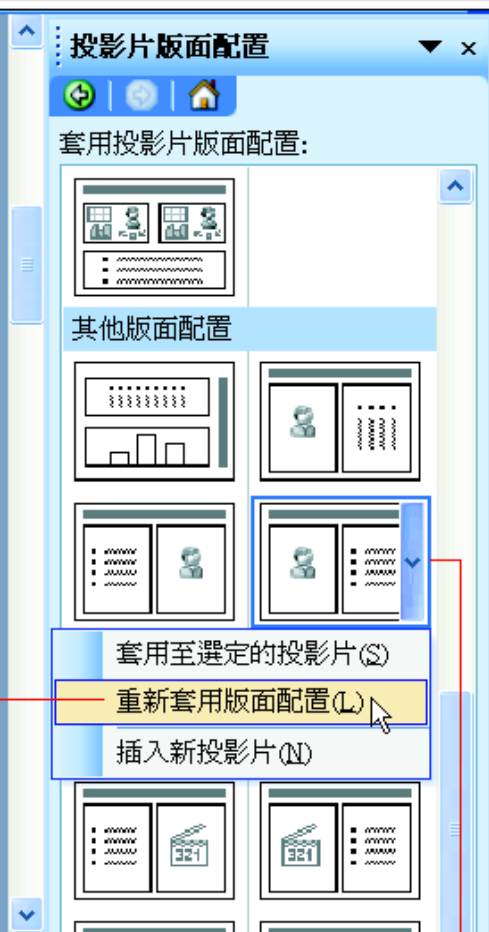 投影片版面配置
套用投影片版面配置:
其他版面配置
套用至選定的投影片(S)
重新套用版面配置(L)
插入新投影片(N)
321
321